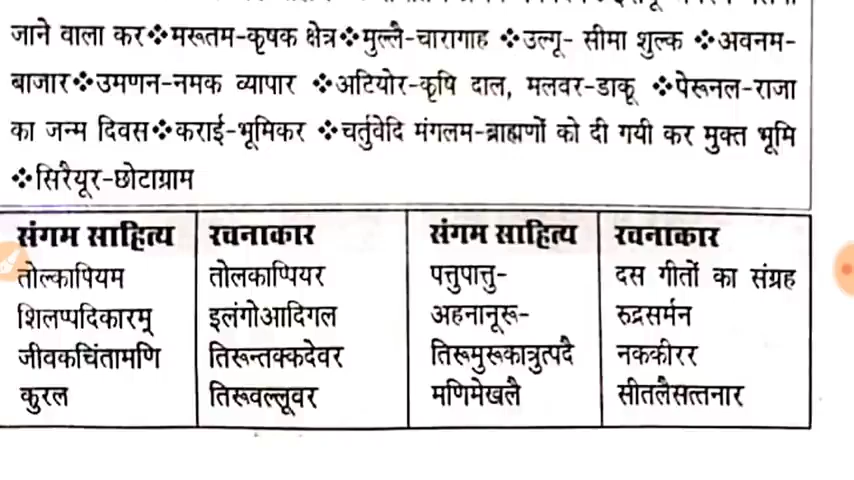 जाने वाला कर❖मरूतम-कृषक क्षेत्र❖मुल्लै-चारागाह ❖उल्गू- सीमा शुल्क ❖अवनम-
बाजार❖उमणन-नमक व्यापार ❖अटियोर-कृषि दाल, मलवर-डाकू ❖पेरूनल-राजा
का जन्म दिवस❖कराई-भूमिकर ❖चर्तुवेदि मंगलम-ब्राह्मणों को दी गयी कर मुक्त भूमि
❖सिरैयूर-छोटाग्राम
संगम साहित्य रचनाकार संगम साहित्य रचनाकार
तोल्कापियम तोलकाप्पियर पत्तुपात्तु- दस गीतों का संग्रह
शिलप्पदिकारम् इलंगोआदिगल अहनानूरू- रुद्रसर्मन
जीवकचिंतामणि तिरून्तक्कदेवर तिरूमुरूकात्रुत्पदै नककीरर
कुरल तिरूवल्लूवर मणिमेखलै सीतलैसत्तनार